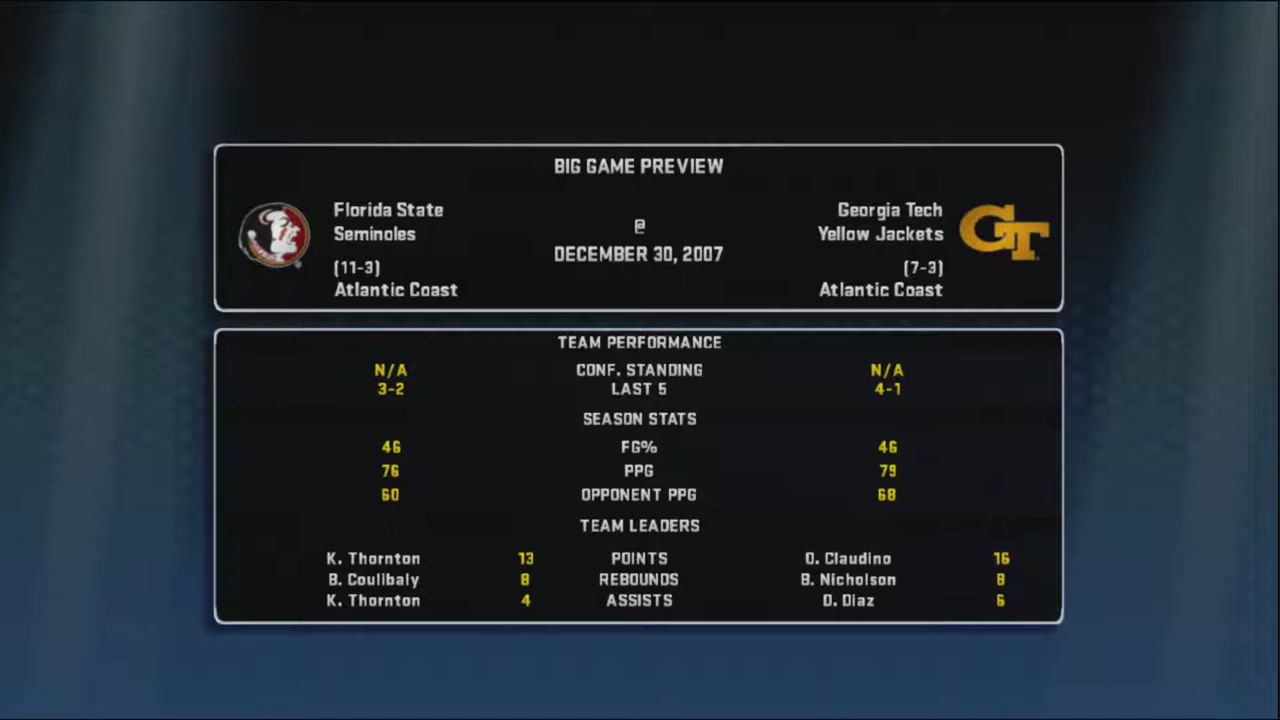 BIG GAME PREVIEW
Florida State
Seminoles
(11-3)
Atlantic Coast
@
DECEMBER 30, 2007
Georgia Tech
Yellow Jackets
(7-3)
Atlantic Coast
GT
TEAM PERFORMANCE
N/A CONF. STANDING N/A
3-2 LAST 5 4-1
SEASON STATS
46 FG% 46
76 PPG 79
60 OPPONENT PPG 68
TEAM LEADERS
K. Thornton 13 POINTS D. Claudino 16
B. Coulibaly 8 REBOUNDS B. Nicholson 8
K. Thornton 4 ASSISTS D. Diaz 6